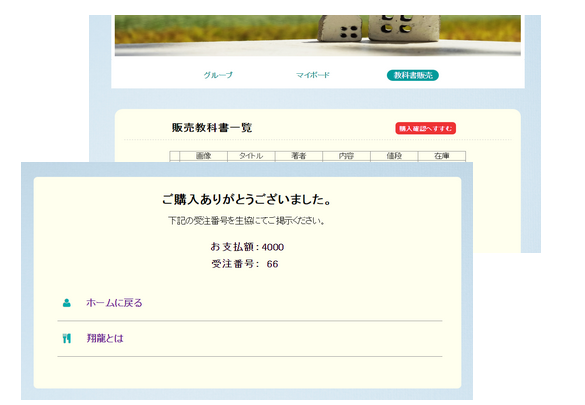 グループ マイボード 教科書販売
販売教科書一覧 購入確認へすすむ
画像 タイトル 著者 内容 値段 在庫
ご購入ありがとうございました。
下記の受注番号を生協にてご掲示ください。
お支払額：4000
受注番号： 66
ホームに戻る
翔龍とは